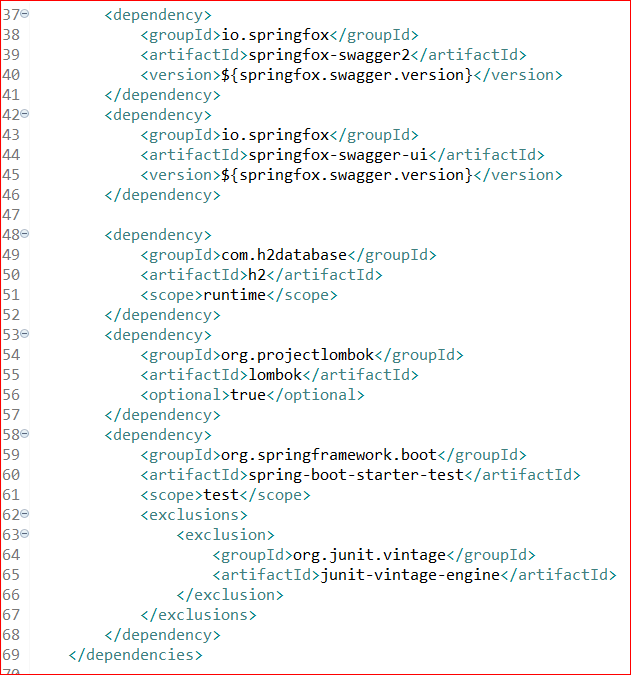 37        <dependency>
38            <groupId>io.springfox</groupId>
39            <artifactId>springfox-swagger2</artifactId>
40            <version>${springfox.swagger.version}</version>
41        </dependency>
42        <dependency>
43            <groupId>io.springfox</groupId>
44            <artifactId>springfox-swagger-ui</artifactId>
45            <version>${springfox.swagger.version}</version>
46        </dependency>
47
48        <dependency>
49            <groupId>com.h2database</groupId>
50            <artifactId>h2</artifactId>
51            <scope>runtime</scope>
52        </dependency>
53        <dependency>
54            <groupId>org.projectlombok</groupId>
55            <artifactId>lombok</artifactId>
56            <optional>true</optional>
57        </dependency>
58        <dependency>
59            <groupId>org.springframework.boot</groupId>
60            <artifactId>spring-boot-starter-test</artifactId>
61            <scope>test</scope>
62            <exclusions>
63                <exclusion>
64                    <groupId>org.junit.vintage</groupId>
65                    <artifactId>junit-vintage-engine</artifactId>
66                </exclusion>
67            </exclusions>
68        </dependency>
69    </dependencies>